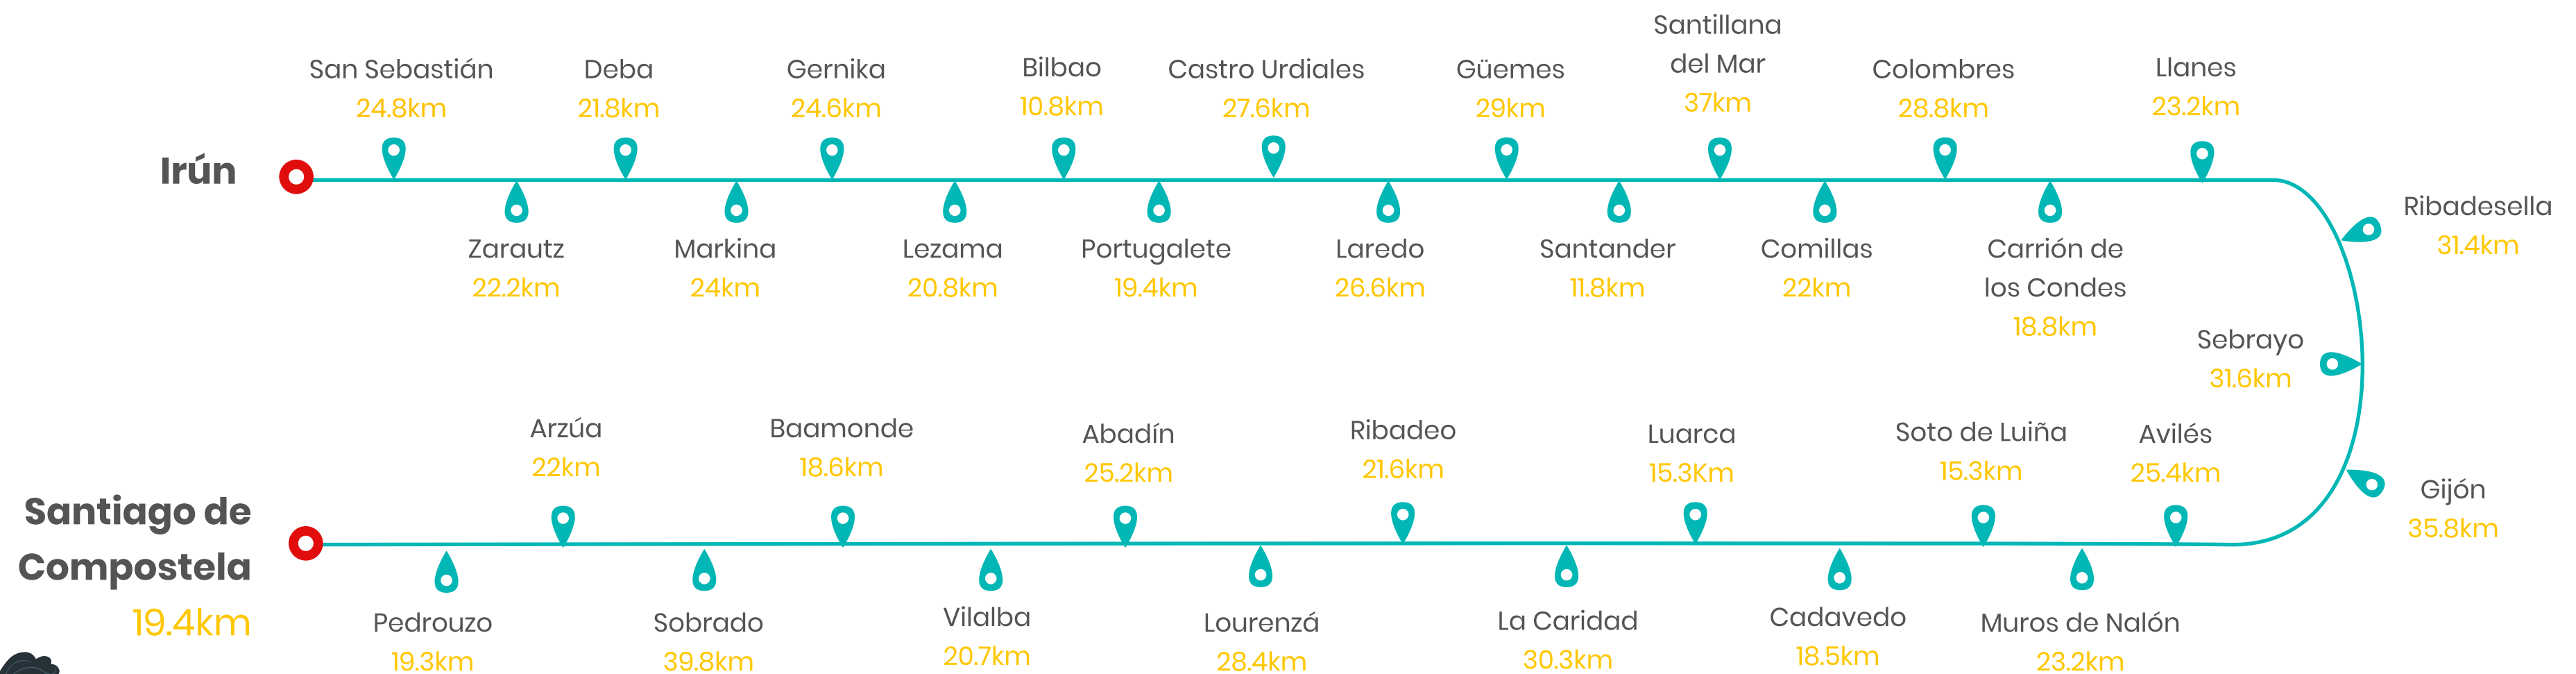 Irún
San Sebastián
24.8km
Zarautz
22.2km
Deba
21.8km
Markina
24km
Gernika
24.6km
Lezama
20.8km
Bilbao
10.8km
Portugalete
19.4km
Castro Urdiales
27.6km
Laredo
26.6km
Güemes
29km
Santander
11.8km
Santillana
del Mar
37km
Comillas
22km
Colombres
28.8km
Carrión de
los Condes
18.8km
Llanes
23.2km
Ribadesella
31.4km
Sebrayo
31.6km
Gijón
35.8km
Avilés
25.4km
Muros de Nalón
23.2km
Soto de Luiña
15.3km
Cadavedo
18.5km
Luarca
15.3Km
La Caridad
30.3km
Ribadeo
21.6km
Lourenzá
28.4km
Abadín
25.2km
Vilalba
20.7km
Baamonde
18.6km
Sobrado
39.8km
Arzúa
22km
Pedrouzo
19.3km
Santiago de
Compostela
19.4km